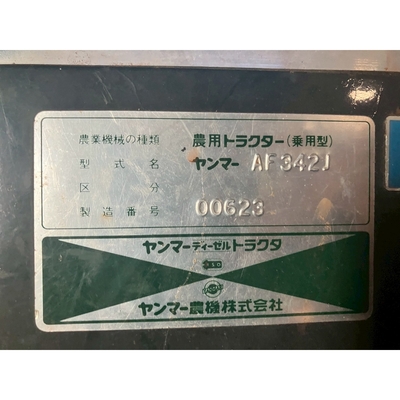 農業機械の種類 農用トラクター(乗用型)
型式名 ヤンマー AF342J
区分
製造番号 00623
ヤンマーディーゼルトラクタ
ヤンマー農機株式会社